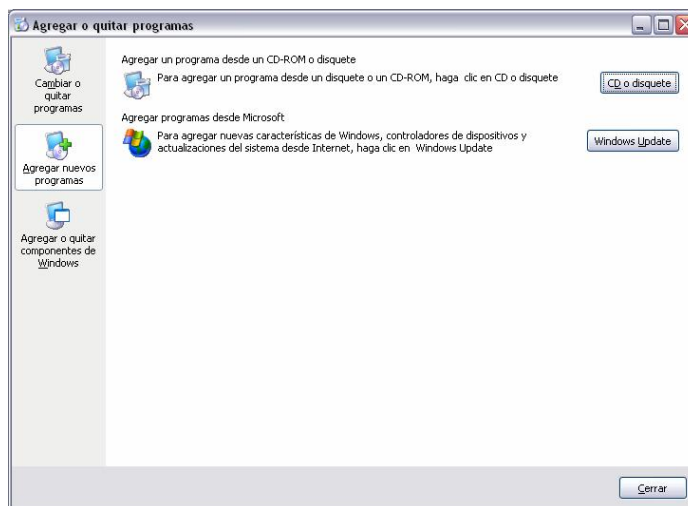 Agregar o quitar programas
Cambiar o
quitar
programas
Agregar nuevos
programas
Agregar o quitar
componentes de
Windows
Agregar un programa desde un CD-ROM o disquete
Para agregar un programa desde un disquete o un CD-ROM, haga clic en CD o disquete
CD o disquete
Agregar programas desde Microsoft
Para agregar nuevas características de Windows, controladores de dispositivos y
actualizaciones del sistema desde Internet, haga clic en Windows Update
Windows Update
Cerrar